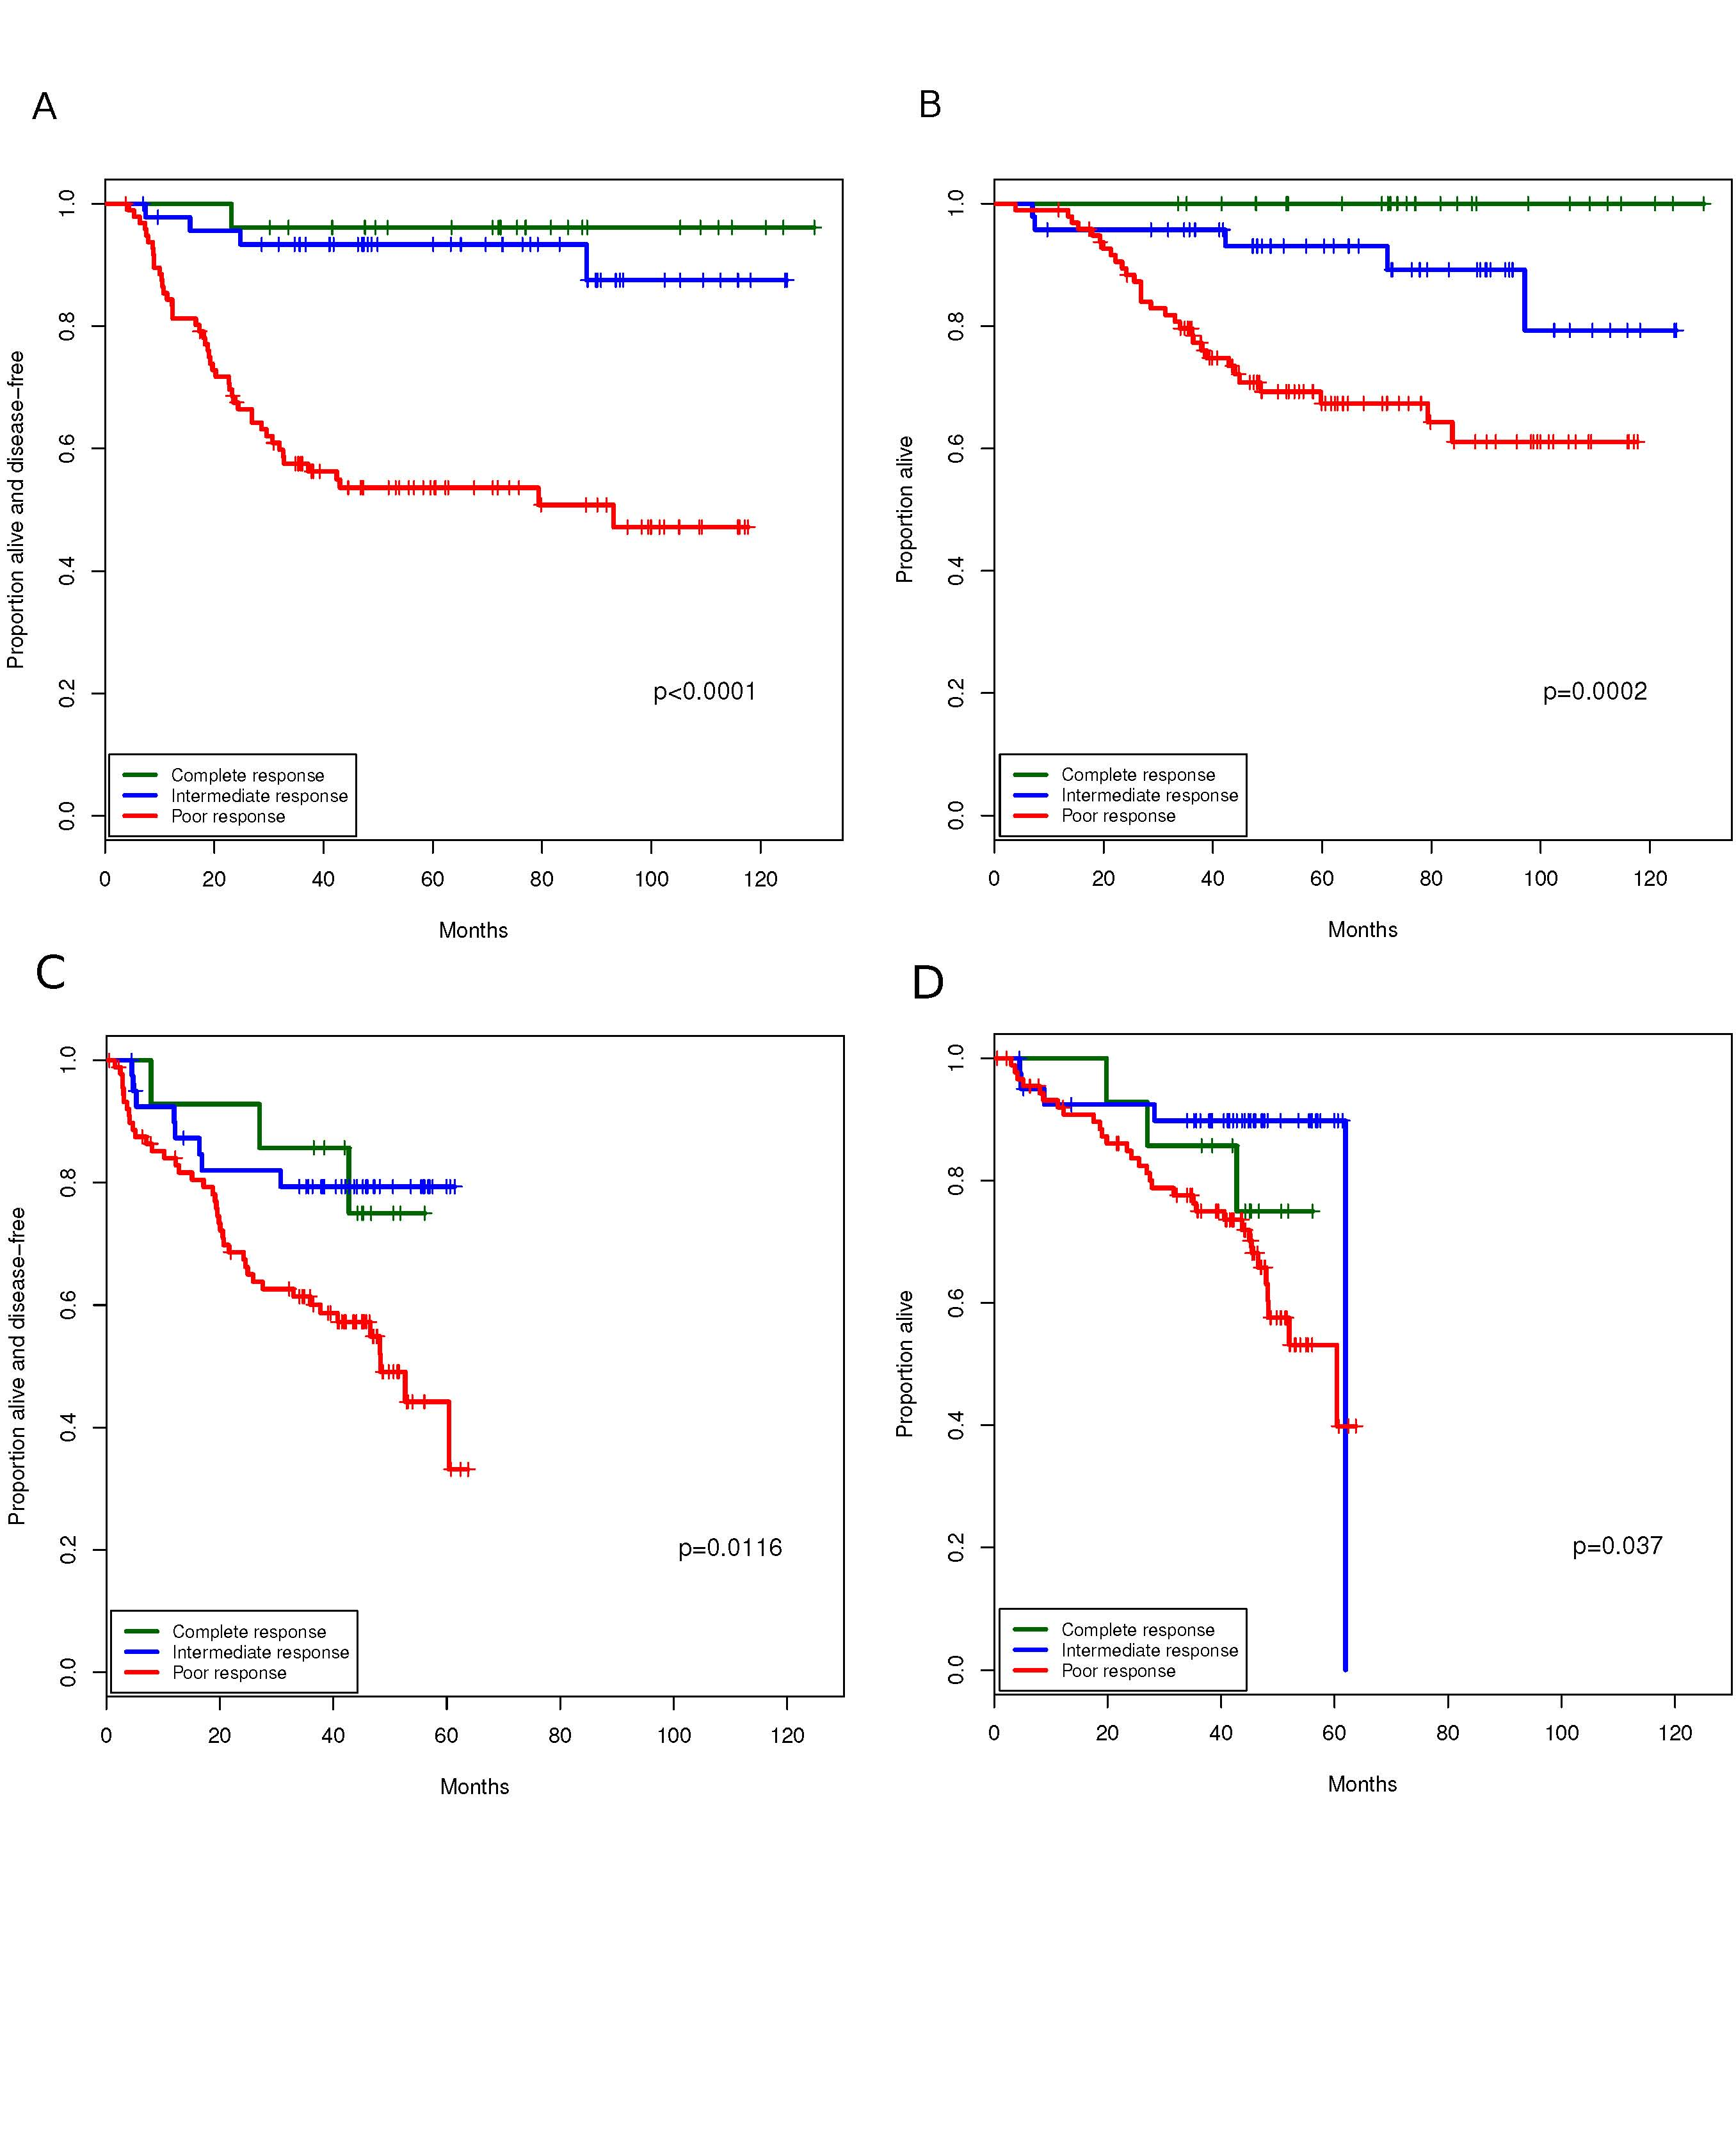 A
Proportion alive and disease−free
1.0
0.8
0.6
0.4
0.2
0.0
p<0.0001
Complete response
Intermediate response
Poor response
0 20 40 60 80 100 120
Months
B
Proportion alive
1.0
0.8
0.6
0.4
0.2
0.0
p=0.0002
Complete response
Intermediate response
Poor response
0 20 40 60 80 100 120
Months
C
Proportion alive and disease−free
1.0
0.8
0.6
0.4
0.2
0.0
p=0.0116
Complete response
Intermediate response
Poor response
0 20 40 60 80 100 120
Months
D
Proportion alive
1.0
0.8
0.6
0.4
0.2
0.0
p=0.037
Complete response
Intermediate response
Poor response
0 20 40 60 80 100 120
Months